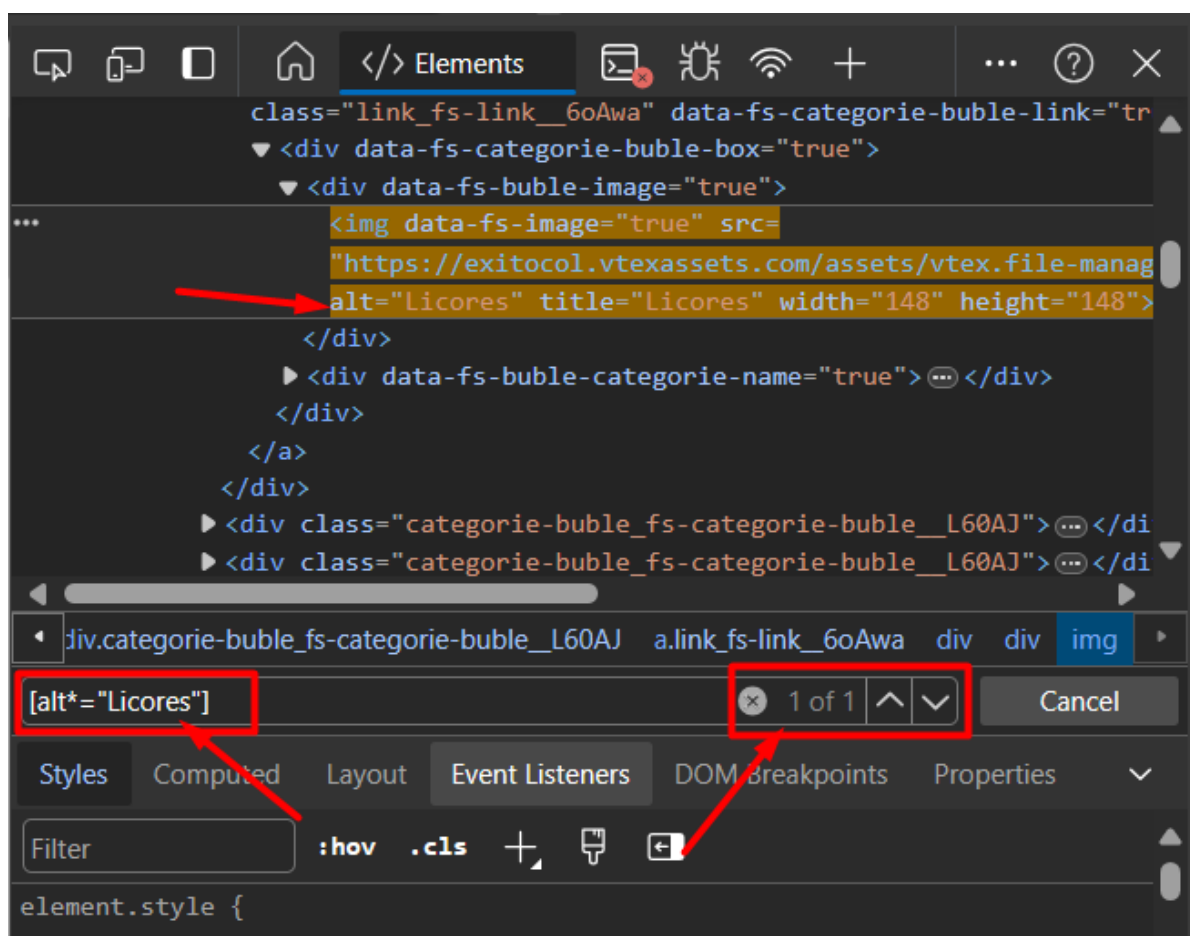 </> Elements
class="link_fs-link__6oAwa" data-fs-categorie-buble-link="tr
<div data-fs-categorie-buble-box="true">
<div data-fs-buble-image="true">
<img data-fs-image="true" src=
"https://exitocol.vtexassets.com/assets/vtex.file-manag
alt="Licores" title="Licores" width="148" height="148">
</div>
<div data-fs-buble-categorie-name="true"> </div>
</div>
</a>
</div>
<div class="categorie-buble_fs-categorie-buble__L60AJ"> </di
<div class="categorie-buble_fs-categorie-buble__L60AJ"> </di
div.categorie-buble_fs-categorie-buble__L60AJ a.link_fs-link__6oAwa div div img
[alt*="Licores"] 1 of 1 Cancel
Styles Computed Layout Event Listeners DOM Breakpoints Properties
Filter :hov .cls
element.style {